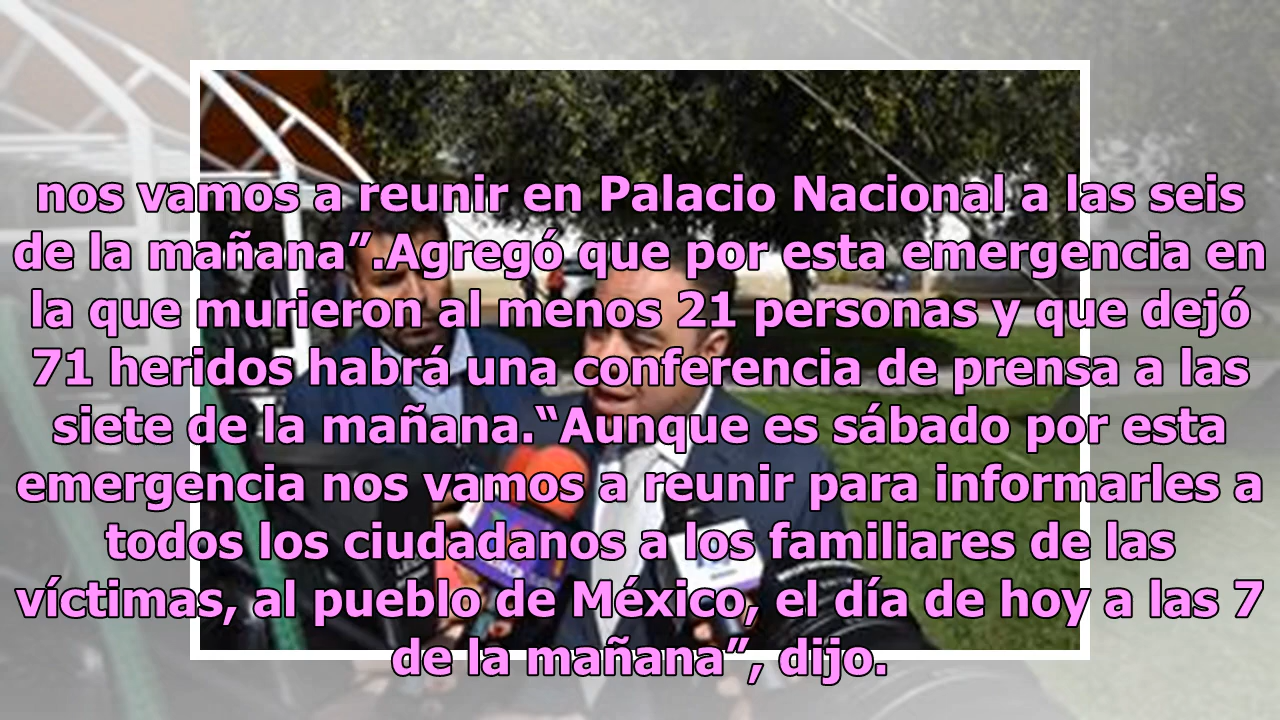 nos vamos a reunir en Palacio Nacional a las seis
de la mañana”.Agregó que por esta emergencia en
la que murieron al menos 21 personas y que dejó
71 heridos habrá una conferencia de prensa a las
siete de la mañana.“Aunque es sábado por esta
emergencia nos vamos a reunir para informarles a
todos los ciudadanos a los familiares de las
víctimas, al pueblo de México, el día de hoy a las 7
de la mañana”, dijo.